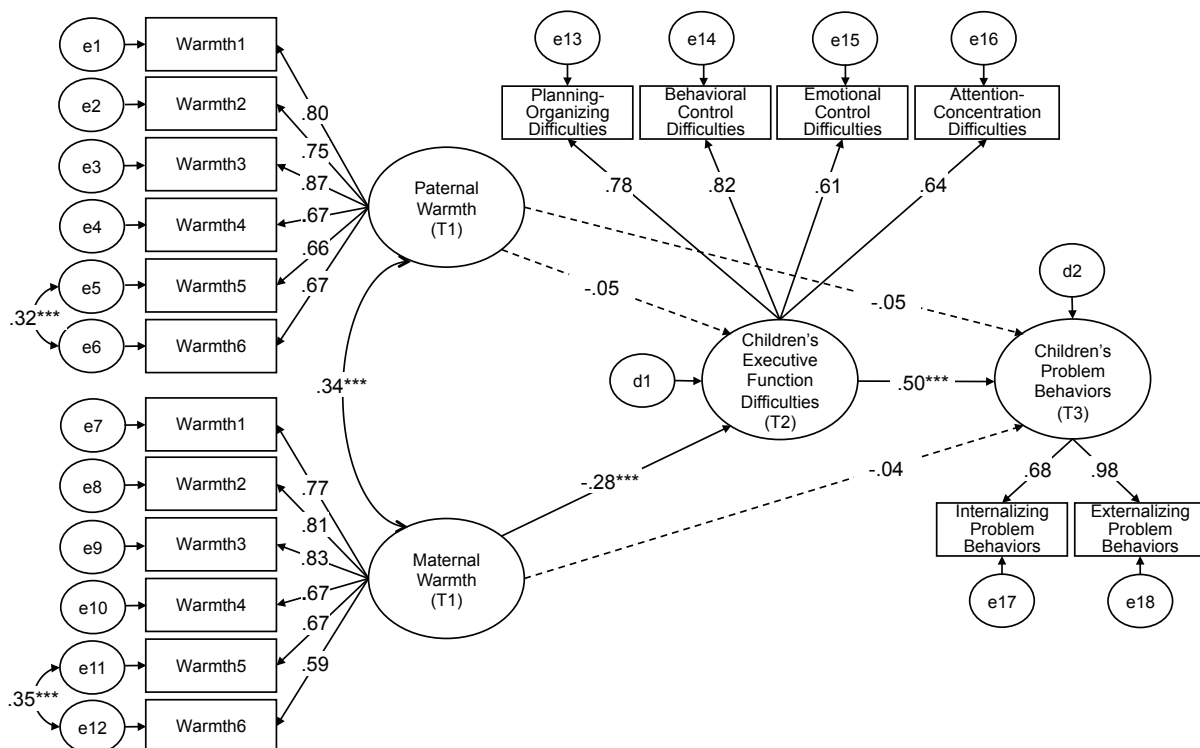 e1
Warmth1
e2
Warmth2
e3
Warmth3
e4
Warmth4
e5
Warmth5
e6
Warmth6
.32***
.80
.75
.87
.67
.66
.67
Paternal
Warmth
(T1)
.34***
e7
Warmth1
e8
Warmth2
e9
Warmth3
e10
Warmth4
e11
Warmth5
e12
Warmth6
.35***
.77
.81
.83
.67
.67
.59
Maternal
Warmth
(T1)
e13
e14
e15
e16
Planning-
Organizing
Difficulties
Behavioral
Control
Difficulties
Emotional
Control
Difficulties
Attention-
Concentration
Difficulties
.78
.82
.61
.64
-.05
-.05
d1
Children's
Executive
Function
Difficulties
(T2)
.50***
d2
Children's
Problem
Behaviors
(T3)
-.28***
-.04
.68
.98
Internalizing
Problem
Behaviors
Externalizing
Problem
Behaviors
e17
e18